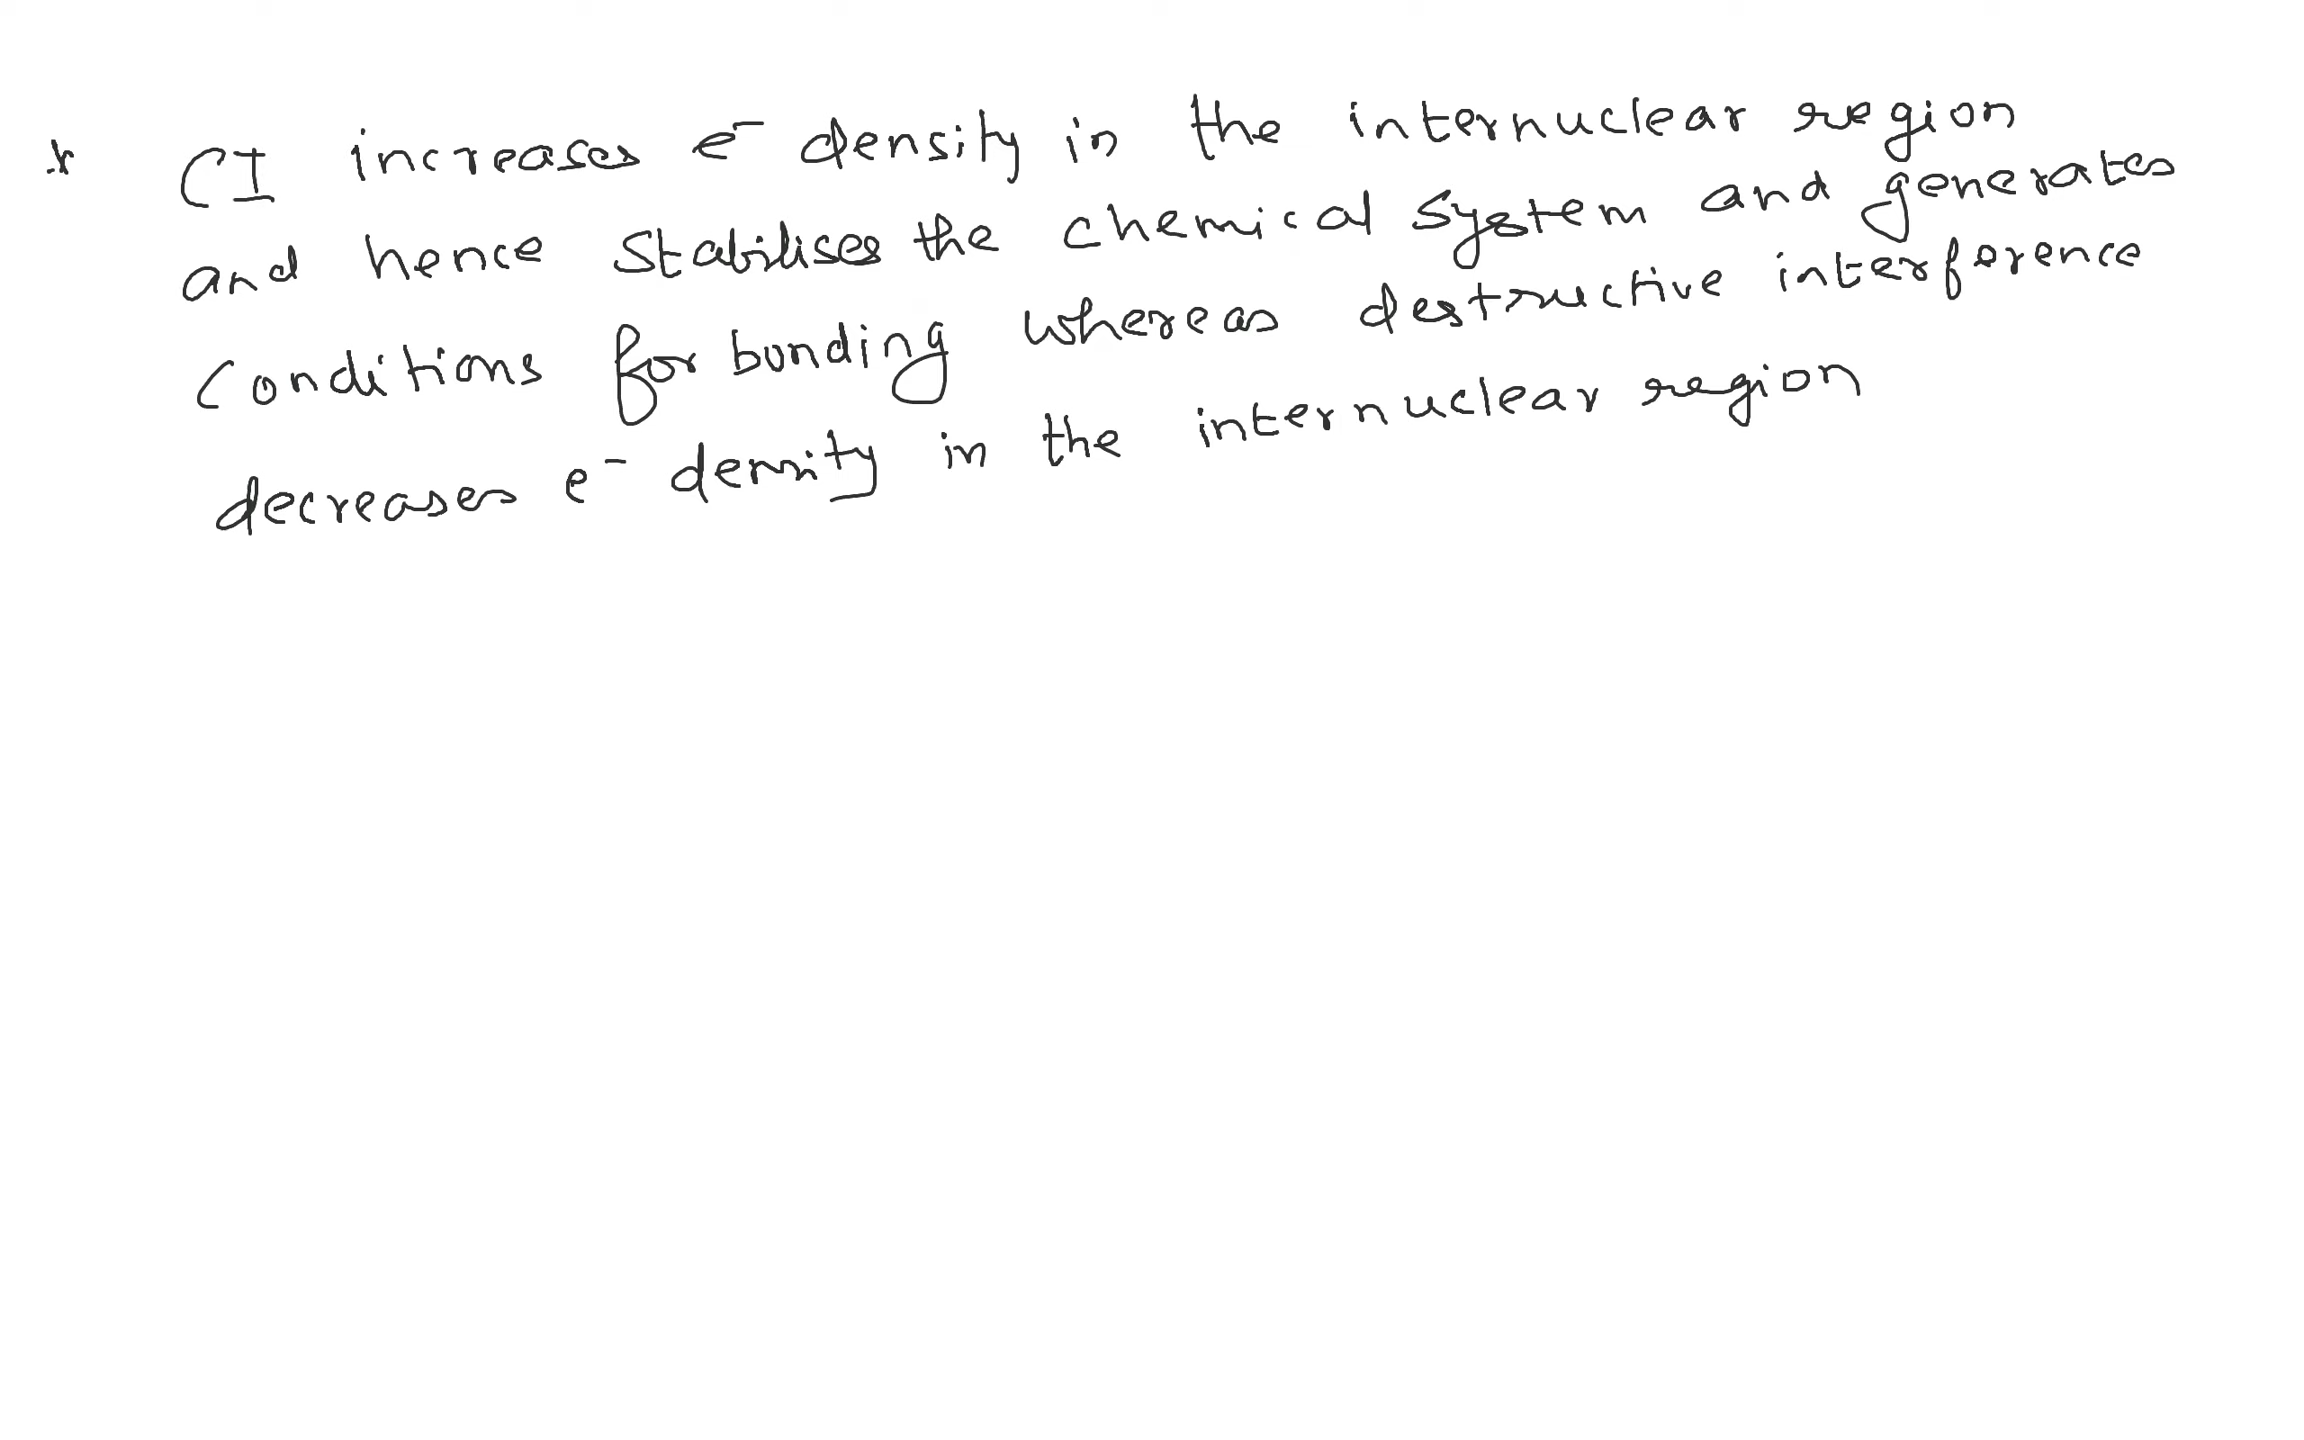 * CI increases e⁻ density in the internuclear region
and hence stabilises the chemical system and generates
conditions for bonding whereas destructive interference
decreases e⁻ density in the internuclear region